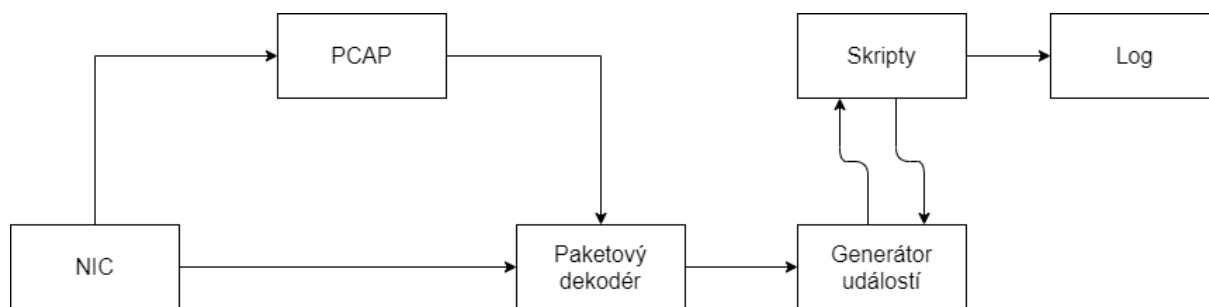 PCAP
Skripty
Log
NIC
Paketový
dekodér
Generátor
událostí